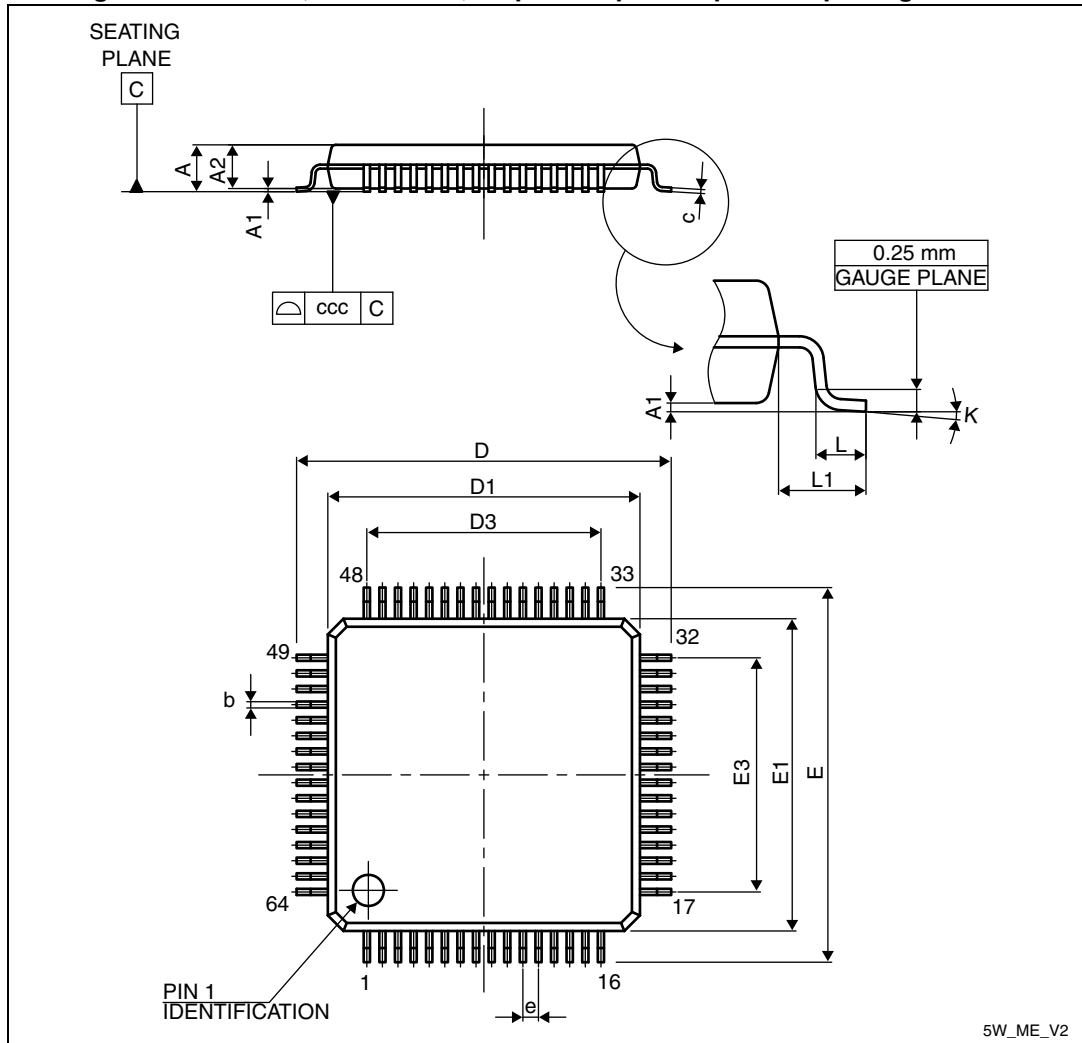 SEATING
PLANE
C
A
A2
A1
c
ccc C
0.25 mm
GAUGE PLANE
A1
K
L
L1
D
D1
D3
48
33
49
32
b
E3
E1
E
64
17
PIN 1
IDENTIFICATION
1
16
e
5W_ME_V2